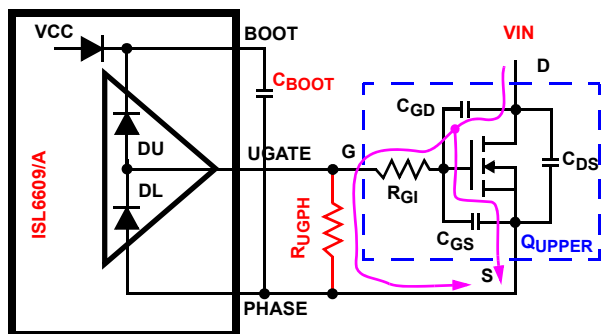 VCC
BOOT
VIN
D
CBOOT
CGD
DU
UGATE
G
CDS
DL
RGI
ISL6609/A
RUGPH
CGS
QUPPER
S
PHASE